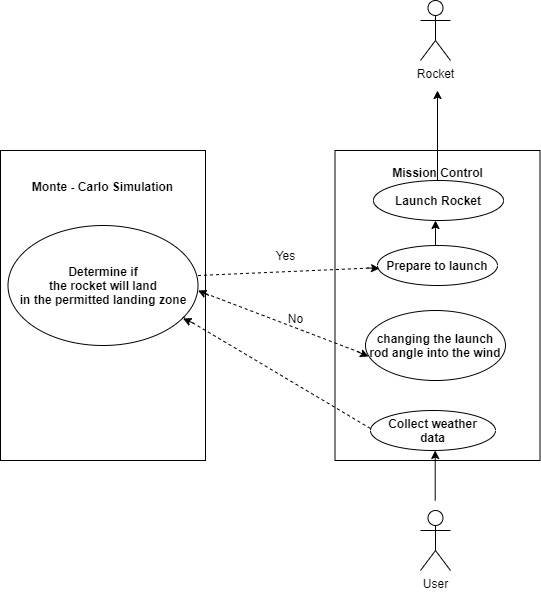 Rocket
Monte - Carlo Simulation
Mission Control
Launch Rocket
Determine if
the rocket will land
in the permitted landing zone
Yes
Prepare to launch
No
changing the launch
rod angle into the wind
Collect weather
data
User